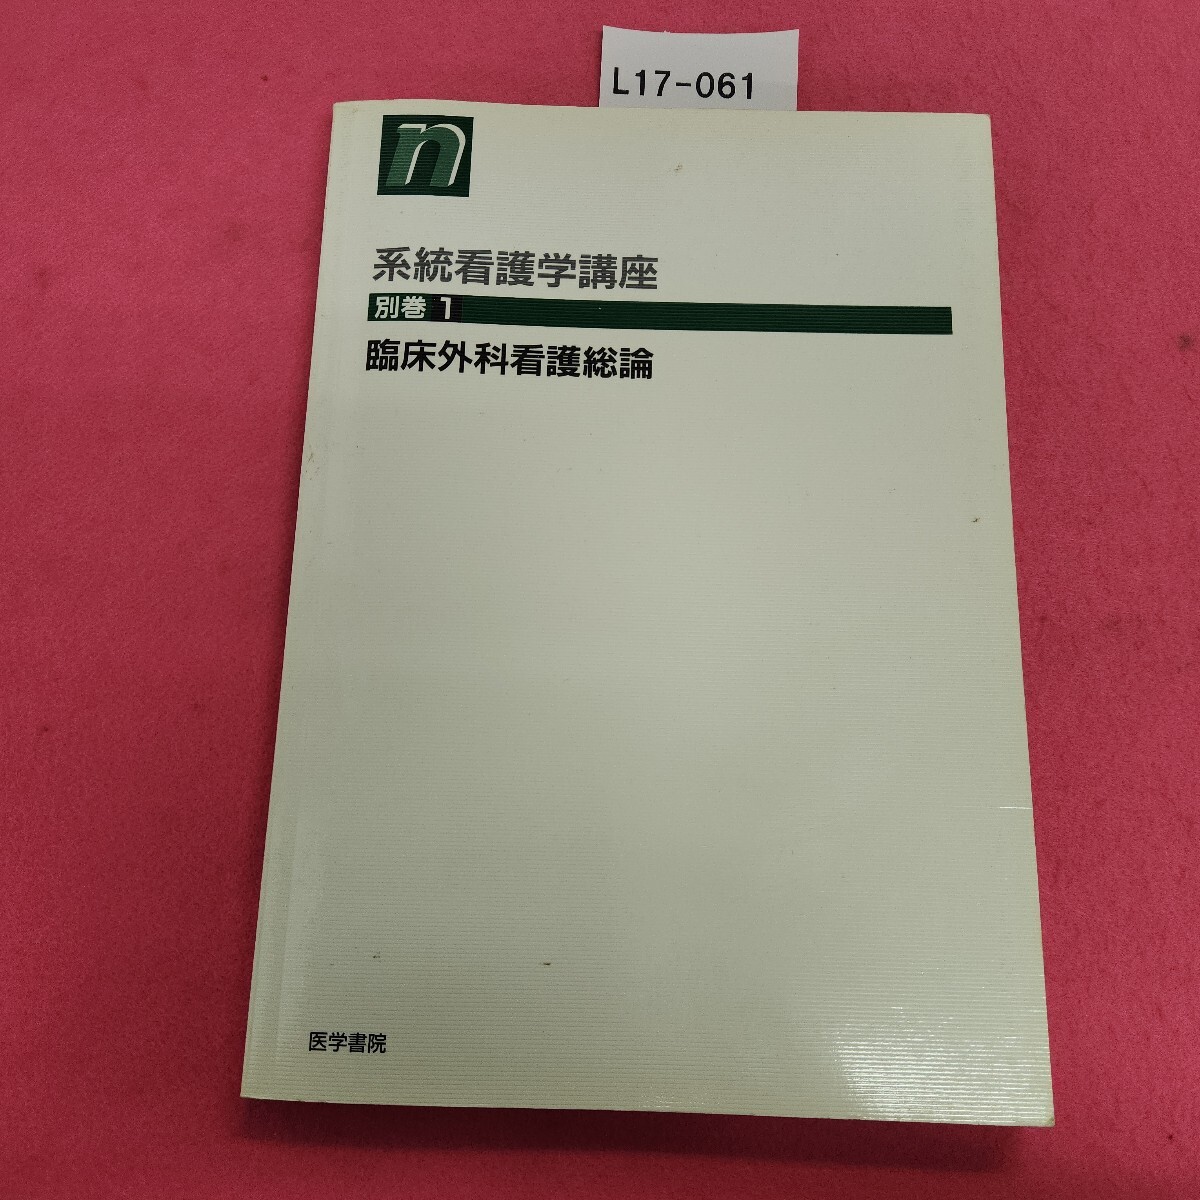 L17-061
n
系統看護学講座
別巻 1
臨床外科看護総論
医学書院